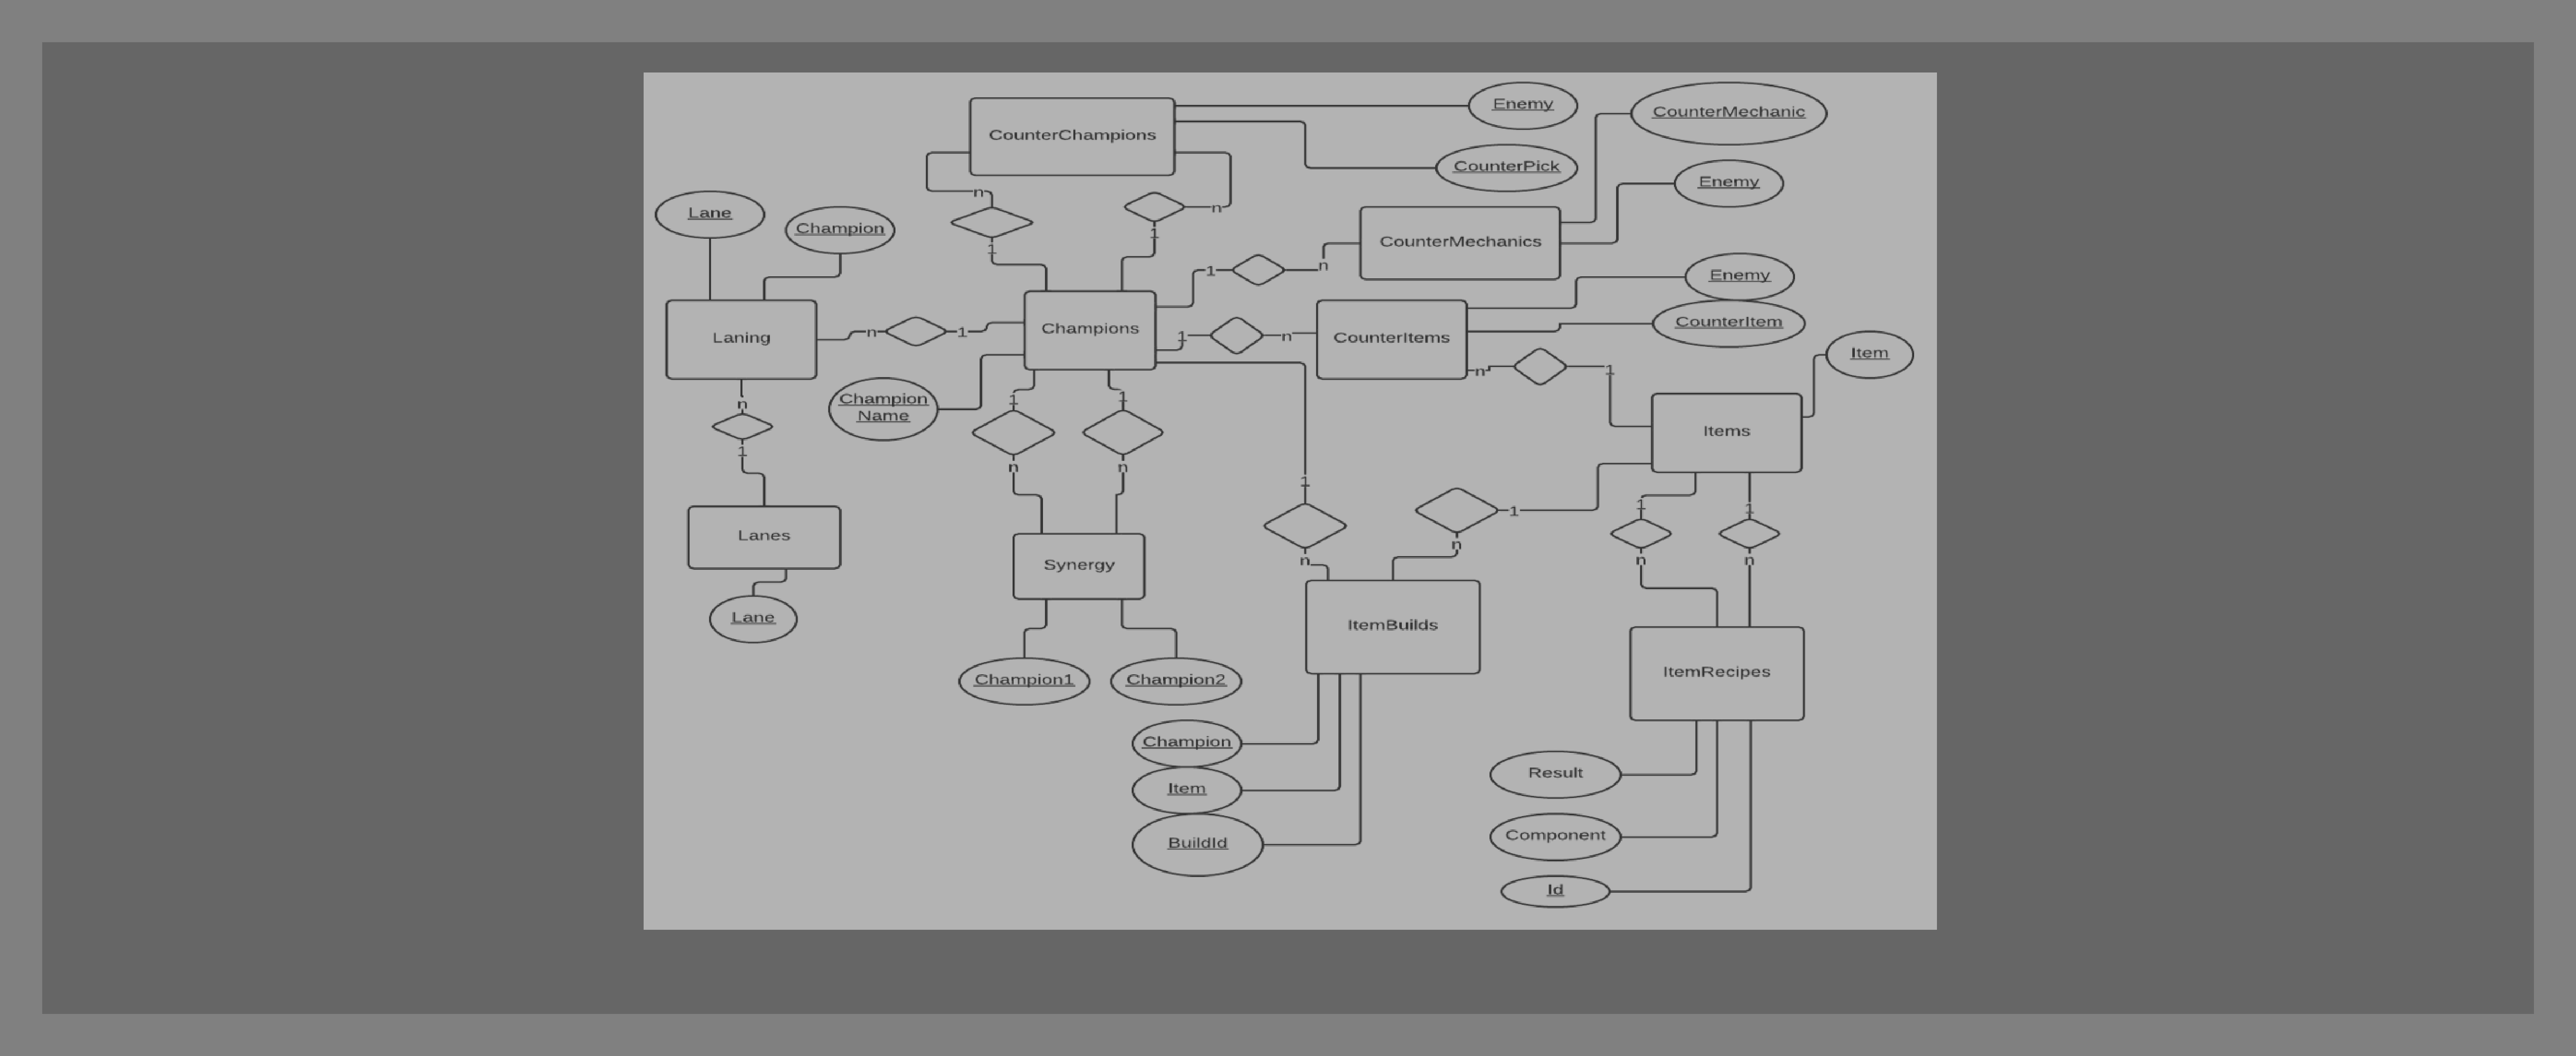 Enemy
CounterMechanic
CounterChampions
CounterPick
Enemy
n
Lane
Champion
n
1
1
CounterMechanics
1
n
Enemy
Laning
n
1
Champions
1
n
CounterItems
CounterItem
n
1
Item
Champion
Name
n
1
1
1
Items
n
n
1
1
1
1
1
n
Lanes
Synergy
n
n
n
Lane
ItemBuilds
Champion1
Champion2
ItemRecipes
Champion
Item
Result
BuildId
Component
Id